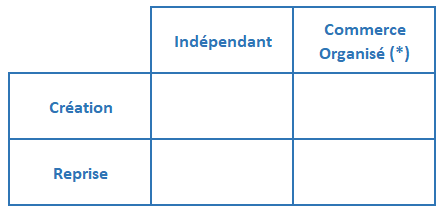 Indépendant
Commerce
Organisé (*)
Création
Reprise